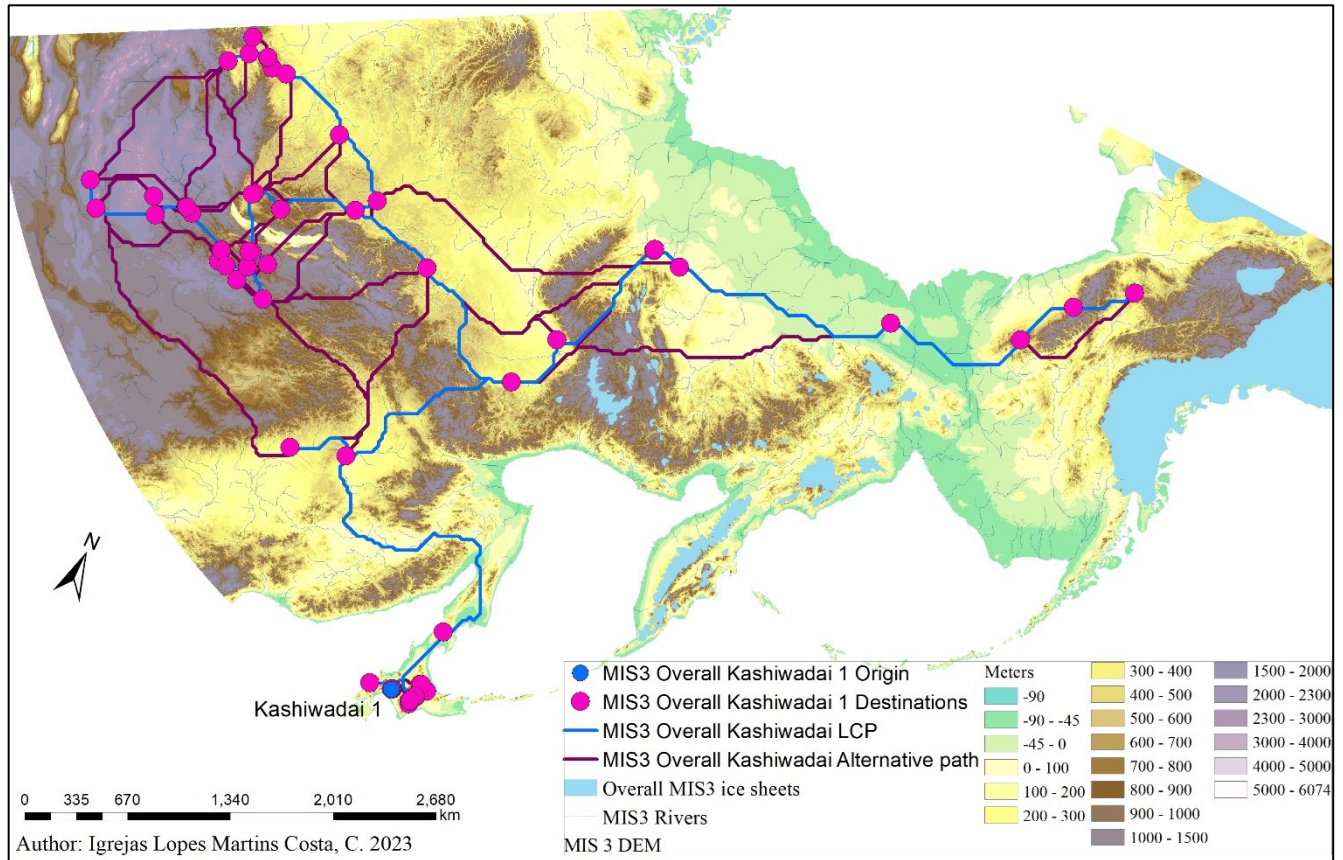 N
Kashiwadai 1
0 335 670 1,340 2,010 2,680
km
Author: Igrejas Lopes Martins Costa, C. 2023
MIS3 Overall Kashiwadai 1 Origin
MIS3 Overall Kashiwadai 1 Destinations
MIS3 Overall Kashiwadai LCP
MIS3 Overall Kashiwadai Alternative path
Overall MIS3 ice sheets
MIS3 Rivers
MIS 3 DEM
Meters
-90
-90 - -45
-45 - 0
0 - 100
100 - 200
200 - 300
300 - 400
400 - 500
500 - 600
600 - 700
700 - 800
800 - 900
900 - 1000
1000 - 1500
1500 - 2000
2000 - 2300
2300 - 3000
3000 - 4000
4000 - 5000
5000 - 6074